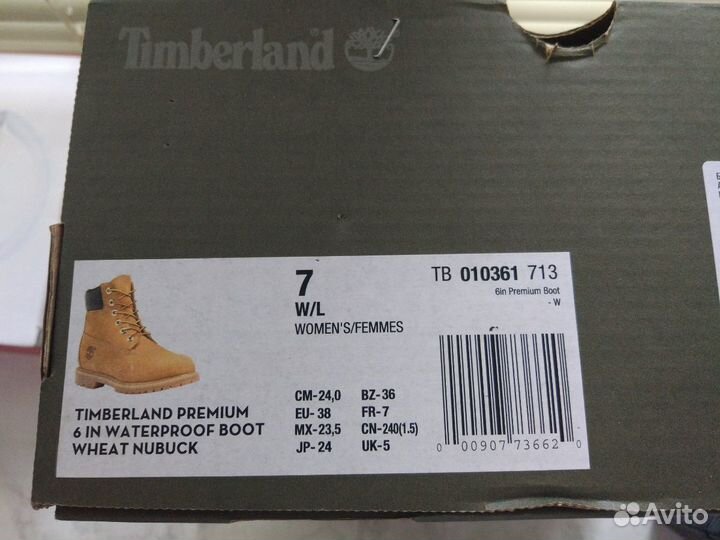 Timberland
7
W/L
WOMEN'S/FEMMES
TB 010361 713
6in Premium Boot
- W
CM-24,0 BZ-36
EU- 38 FR-7
MX-23,5 CN-240(1.5)
JP-24 UK-5
TIMBERLAND PREMIUM
6 IN WATERPROOF BOOT
WHEAT NUBUCK
0 00907 73662 0
Avito